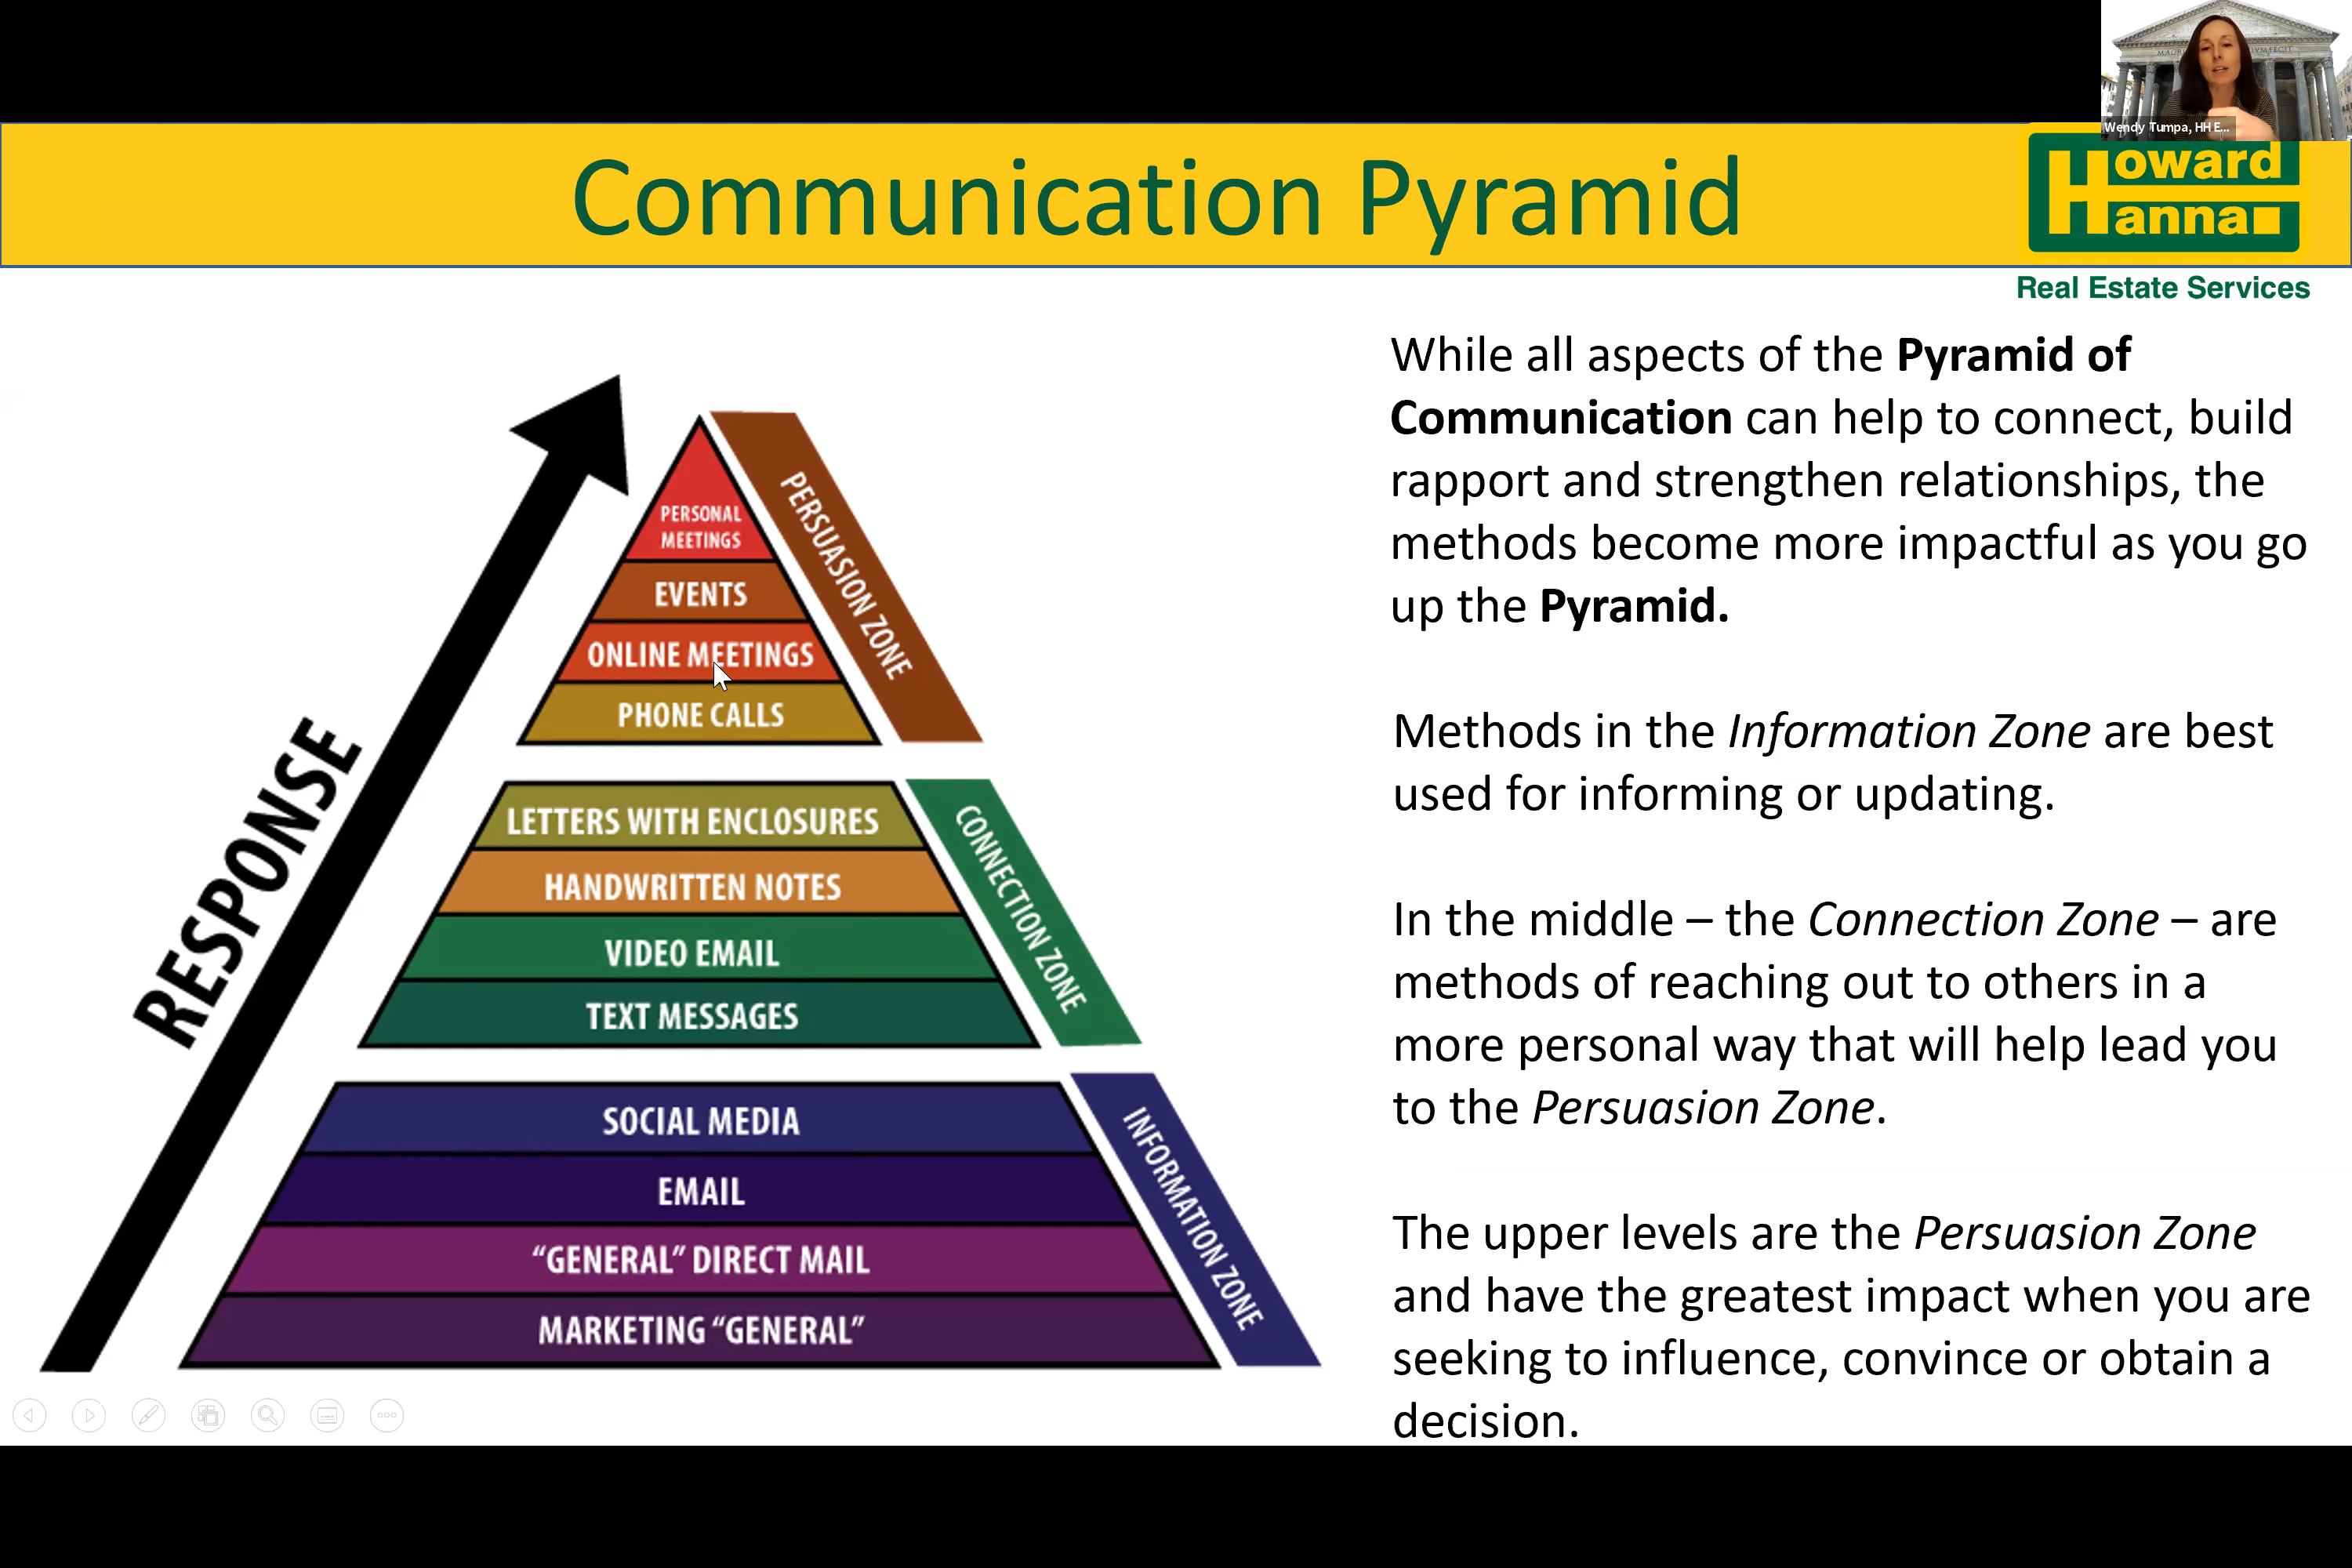 Wendy Tumpa, HH E...
Communication Pyramid
Howard
Hanna
Real Estate Services
RESPONSE
PERSONAL
MEETINGS
EVENTS
ONLINE MEETINGS
PHONE CALLS
PERSUASION ZONE
LETTERS WITH ENCLOSURES
HANDWRITTEN NOTES
VIDEO EMAIL
TEXT MESSAGES
CONNECTION ZONE
SOCIAL MEDIA
EMAIL
“GENERAL” DIRECT MAIL
MARKETING “GENERAL”
INFORMATION ZONE
While all aspects of the Pyramid of
Communication can help to connect, build
rapport and strengthen relationships, the
methods become more impactful as you go
up the Pyramid.
Methods in the Information Zone are best
used for informing or updating.
In the middle – the Connection Zone – are
methods of reaching out to others in a
more personal way that will help lead you
to the Persuasion Zone.
The upper levels are the Persuasion Zone
and have the greatest impact when you are
seeking to influence, convince or obtain a
decision.